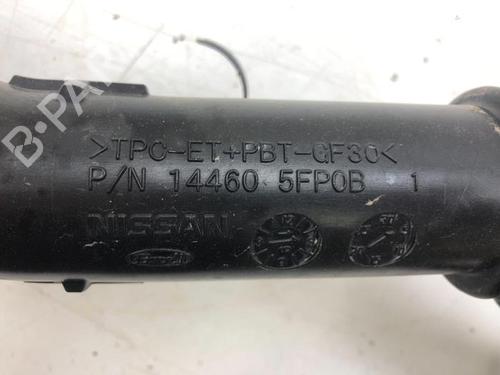 B-PA
>TPC-ET+PBT-GF30<
P/N 14460 5FP0B 1
NISSAN